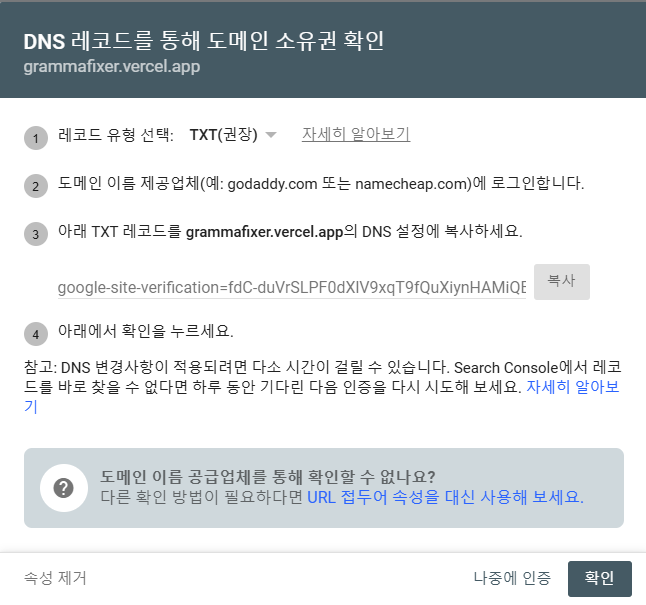 DNS 레코드를 통해 도메인 소유권 확인
grammafixer.vercel.app
1 레코드 유형 선택: TXT(권장) 자세히 알아보기
2 도메인 이름 제공업체(예: godaddy.com 또는 namecheap.com)에 로그인합니다.
3 아래 TXT 레코드를 grammafixer.vercel.app의 DNS 설정에 복사하세요.
google-site-verification=fdC-duVrSLPF0dXlV9xqT9fQuXiynHAMiQE 복사
4 아래에서 확인을 누르세요.
참고: DNS 변경사항이 적용되려면 다소 시간이 걸릴 수 있습니다. Search Console에서 레코
드를 바로 찾을 수 없다면 하루 동안 기다린 다음 인증을 다시 시도해 보세요. 자세히 알아보
기
? 도메인 이름 공급업체를 통해 확인할 수 없나요?
다른 확인 방법이 필요하다면 URL 접두어 속성을 대신 사용해 보세요.
속성 제거 나중에 인증 확인